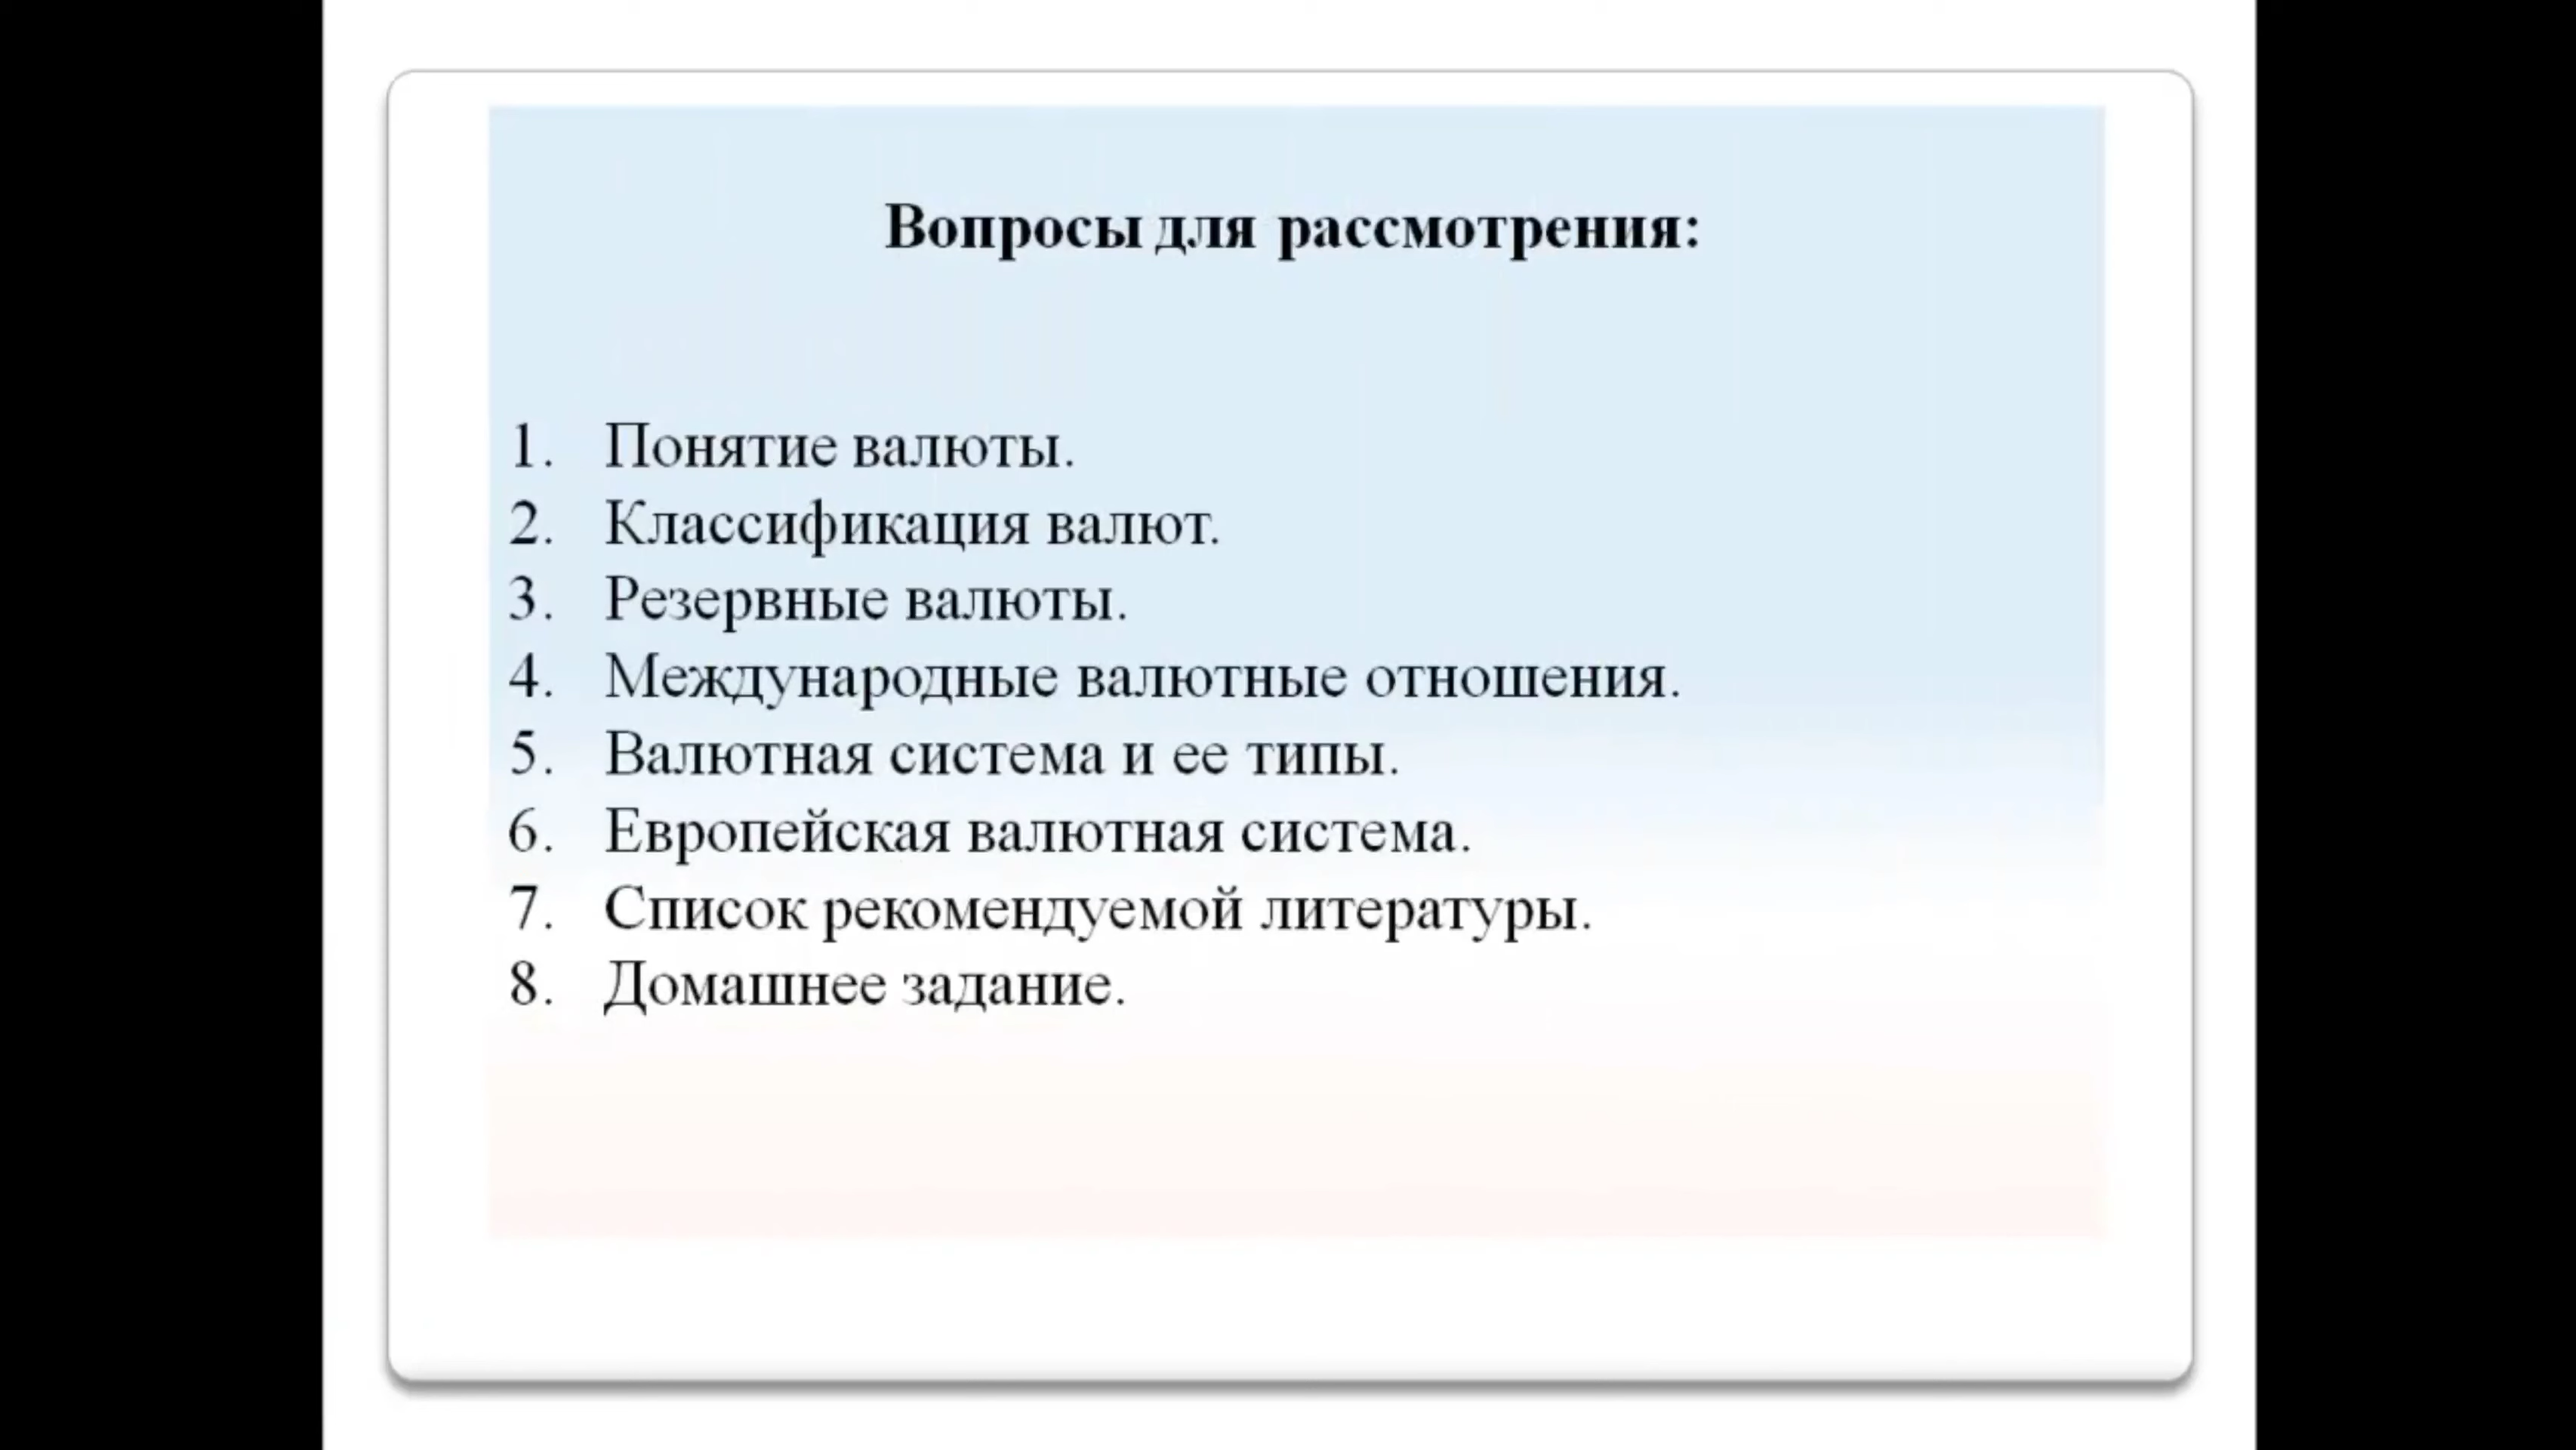 Вопросы для рассмотрения:
1. Понятие валюты.
2. Классификация валют.
3. Резервные валюты.
4. Международные валютные отношения.
5. Валютная система и ее типы.
6. Европейская валютная система.
7. Список рекомендуемой литературы.
8. Домашнее задание.